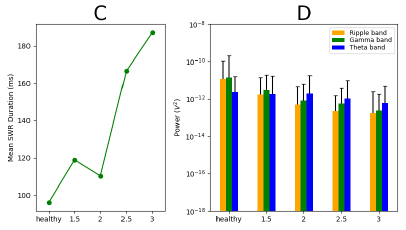 C
D
Mean SWR Duration (ms)
180
160
140
120
100
healthy 1.5 2 2.5 3
Power (V²)
10⁻⁸
10⁻¹⁰
10⁻¹²
10⁻¹⁴
10⁻¹⁶
10⁻¹⁸
Ripple band
Gamma band
Theta band
healthy 1.5 2 2.5 3